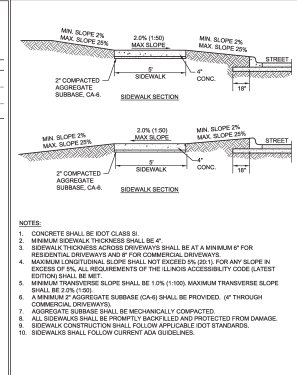 MIN. SLOPE 2%
MAX. SLOPE 25%
2.0% (1:50)
MAX SLOPE
MIN. SLOPE 2%
MAX. SLOPE 25%
STREET
5'
SIDEWALK
4"
CONC.
18"
2" COMPACTED
AGGREGATE
SUBBASE, CA-6.
SIDEWALK SECTION
MIN. SLOPE 2%
MAX. SLOPE 25%
2.0% (1:50)
MAX SLOPE
MIN. SLOPE 2%
MAX. SLOPE 25%
STREET
5'
SIDEWALK
4"
CONC.
18"
2" COMPACTED
AGGREGATE
SUBBASE, CA-6.
SIDEWALK SECTION
NOTES:
1. CONCRETE SHALL BE IDOT CLASS SI.
2. MINIMUM SIDEWALK THICKNESS SHALL BE 4".
3. SIDEWALK THICKNESS ACROSS DRIVEWAYS SHALL BE AT A MINIMUM 6" FOR
RESIDENTIAL DRIVEWAYS AND 8" FOR COMMERCIAL DRIVEWAYS.
4. MAXIMUM LONGITUDINAL SLOPE SHALL NOT EXCEED 5% (20:1). FOR ANY SLOPE IN
EXCESS OF 5%, ALL REQUIREMENTS OF THE ILLINOIS ACCESSIBILITY CODE (LATEST
EDITION) SHALL BE MET.
5. MINIMUM TRANSVERSE SLOPE SHALL BE 1.0% (1:100). MAXIMUM TRANSVERSE SLOPE
SHALL BE 2.0% (1:50).
6. A MINIMUM 2" AGGREGATE SUBBASE (CA-6) SHALL BE PROVIDED. (4" THROUGH
COMMERCIAL DRIVEWAYS).
7. AGGREGATE SUBBASE SHALL BE MECHANICALLY COMPACTED.
8. ALL SIDEWALKS SHALL BE PROMPTLY BACKFILLED AND PROTECTED FROM DAMAGE.
9. SIDEWALK CONSTRUCTION SHALL FOLLOW APPLICABLE IDOT STANDARDS.
10. SIDEWALKS SHALL FOLLOW CURRENT ADA GUIDELINES.